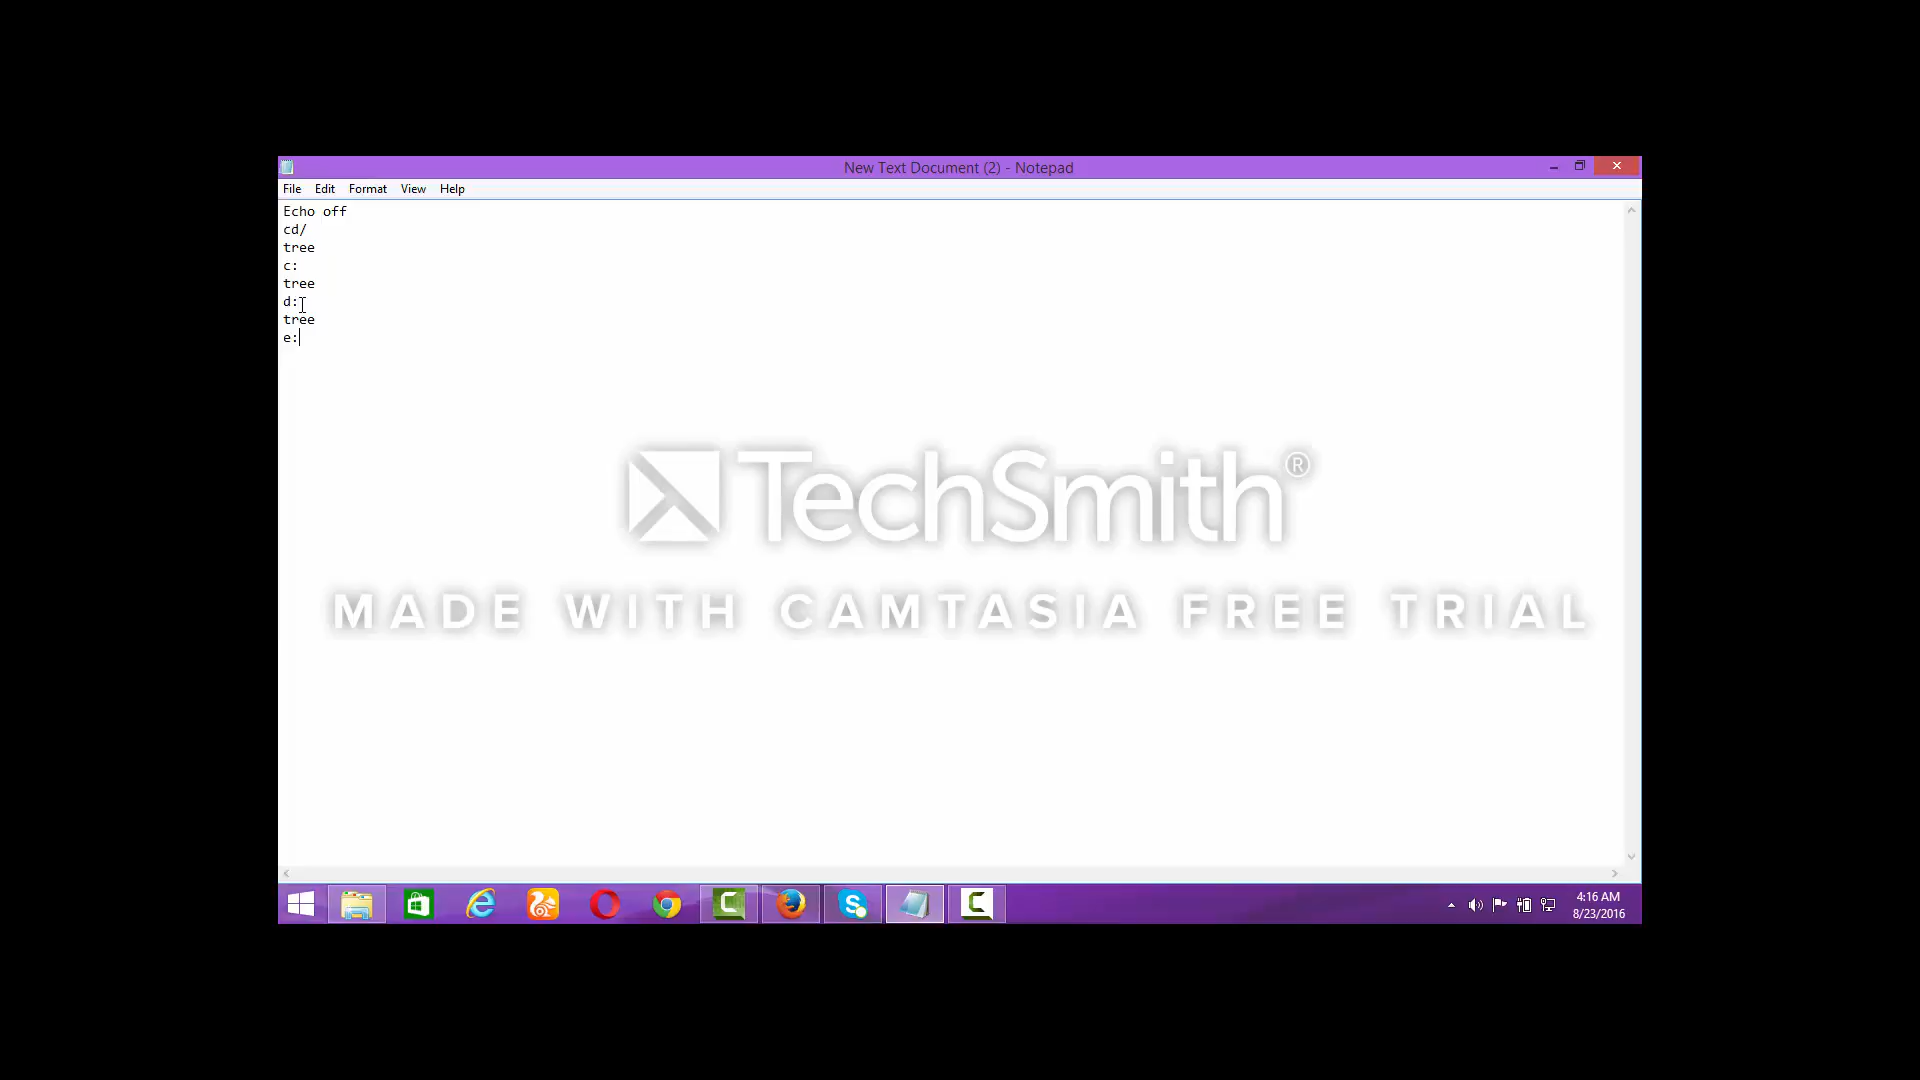 New Text Document (2) - Notepad
File Edit Format View Help
Echo off
cd/
tree
c:
tree
d:
tree
e:
TechSmith®
MADE WITH CAMTASIA FREE TRIAL
4:16 AM
8/23/2016